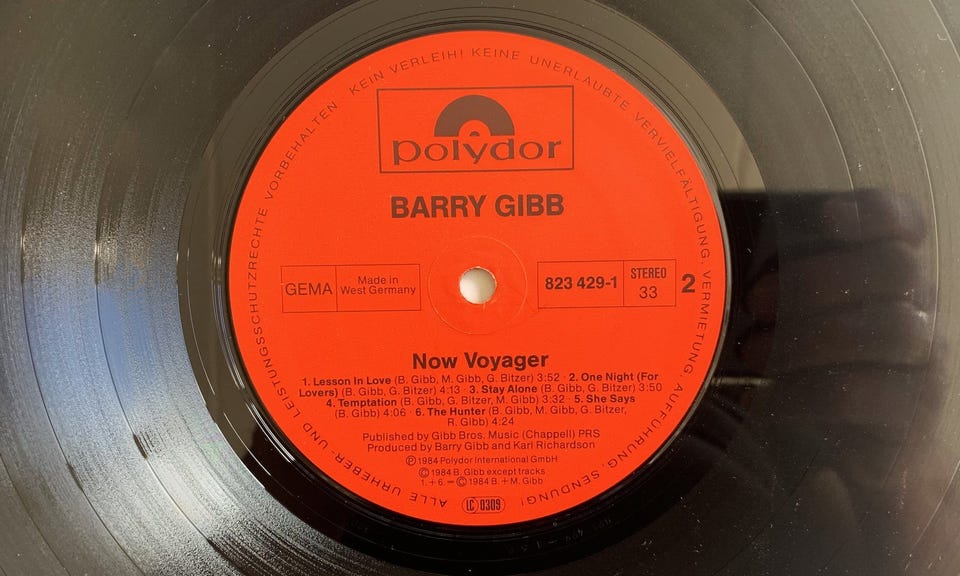 ALLE URHEBER- UND LEISTUNGSSCHUTZRECHTE VORBEHALTEN KEIN VERLEIH! KEINE UNERLAUBTE VERVIELFÄLTIGUNG, VERMIETUNG, AUFFÜHRUNG, SENDUNG!
polydor
BARRY GIBB
GEMA
Made in
West Germany
823 429-1
STEREO
33
2
Now Voyager
1. Lesson In Love (B. Gibb, M. Gibb, G. Bitzer) 3:52 · 2. One Night (For
Lovers) (B. Gibb, G. Bitzer) 4:13 · 3. Stay Alone (B. Gibb, G. Bitzer) 3:50
4. Temptation (B. Gibb, G. Bitzer, M. Gibb) 3:32 · 5. She Says
(B. Gibb) 4:06 · 6. The Hunter (B. Gibb, M. Gibb, G. Bitzer,
R. Gibb) 4:24
Published by Gibb Bros. Music (Chappell) PRS
Produced by Barry Gibb and Karl Richardson
℗ 1984 Polydor International GmbH
© 1984 B. Gibb except tracks
1. + 6. = © 1984 B. + M. Gibb
LC 0309